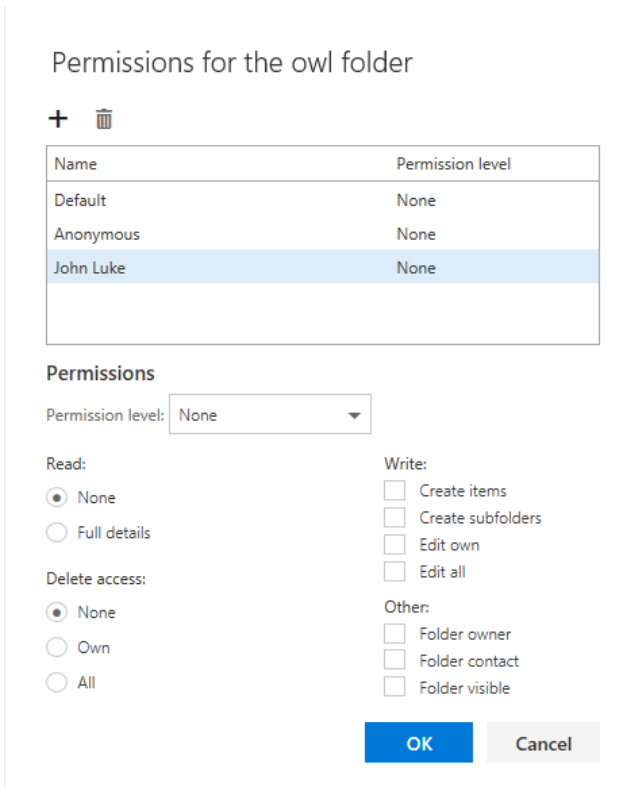 Permissions for the owl folder
Name Permission level
Default None
Anonymous None
John Luke None
Permissions
Permission level: None
Read:
None
Full details
Delete access:
None
Own
All
Write:
Create items
Create subfolders
Edit own
Edit all
Other:
Folder owner
Folder contact
Folder visible
OK Cancel